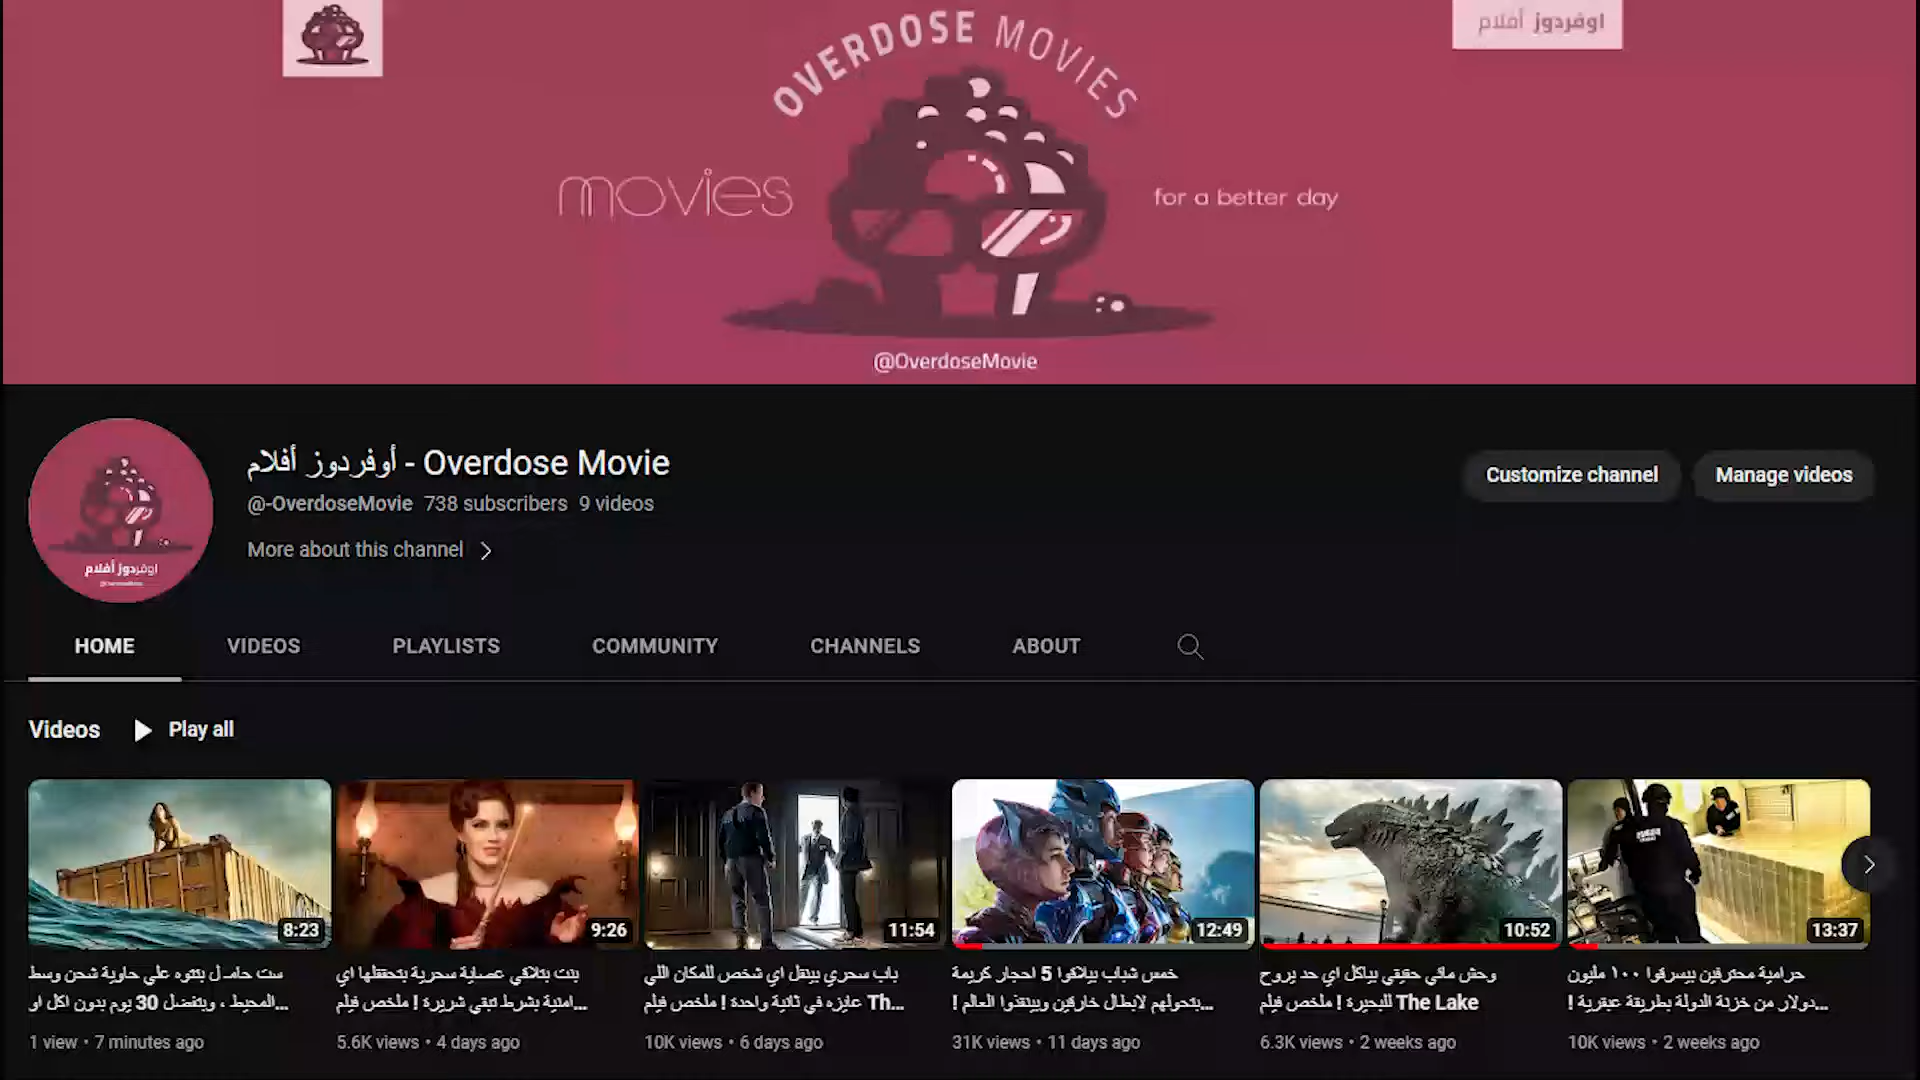 OVERDOSE MOVIES
اوفردوز أفلام
movies
for a better day
@OverdoseMovie
أوفردوز أفلام - Overdose Movie
@-OverdoseMovie 738 subscribers 9 videos
More about this channel
Customize channel
Manage videos
اوفردوز أفلام
HOME VIDEOS PLAYLISTS COMMUNITY CHANNELS ABOUT
Videos Play all
8:23
9:26
11:54
12:49
10:52
13:37
ست حامل بتتوه علي حاوية شحن وسط
المحيط ، وبتفضل 30 يوم بدون اكل او...
1 view • 7 minutes ago
بنت بتلاقي عصاية سحرية بتحققلها اي
امنية بشرط تبقي شريرة ! ملخص فيلم...
5.6K views • 4 days ago
باب سحري بينقل اي شخص للمكان اللي
عايزه في ثانية واحدة ! ملخص فيلم Th...
10K views • 6 days ago
خمس شباب بيلاقوا 5 احجار كريمة
بتحولهم لابطال خارقين وبينقذوا العالم !...
31K views • 11 days ago
وحش مائي حقيقي بياكل اي حد يروح
للبحيرة ! ملخص فيلم The Lake
6.3K views • 2 weeks ago
حرامية محترفين بيسرقوا ١٠٠ مليون
دولار من خزنة الدولة بطريقة عبقرية !...
10K views • 2 weeks ago